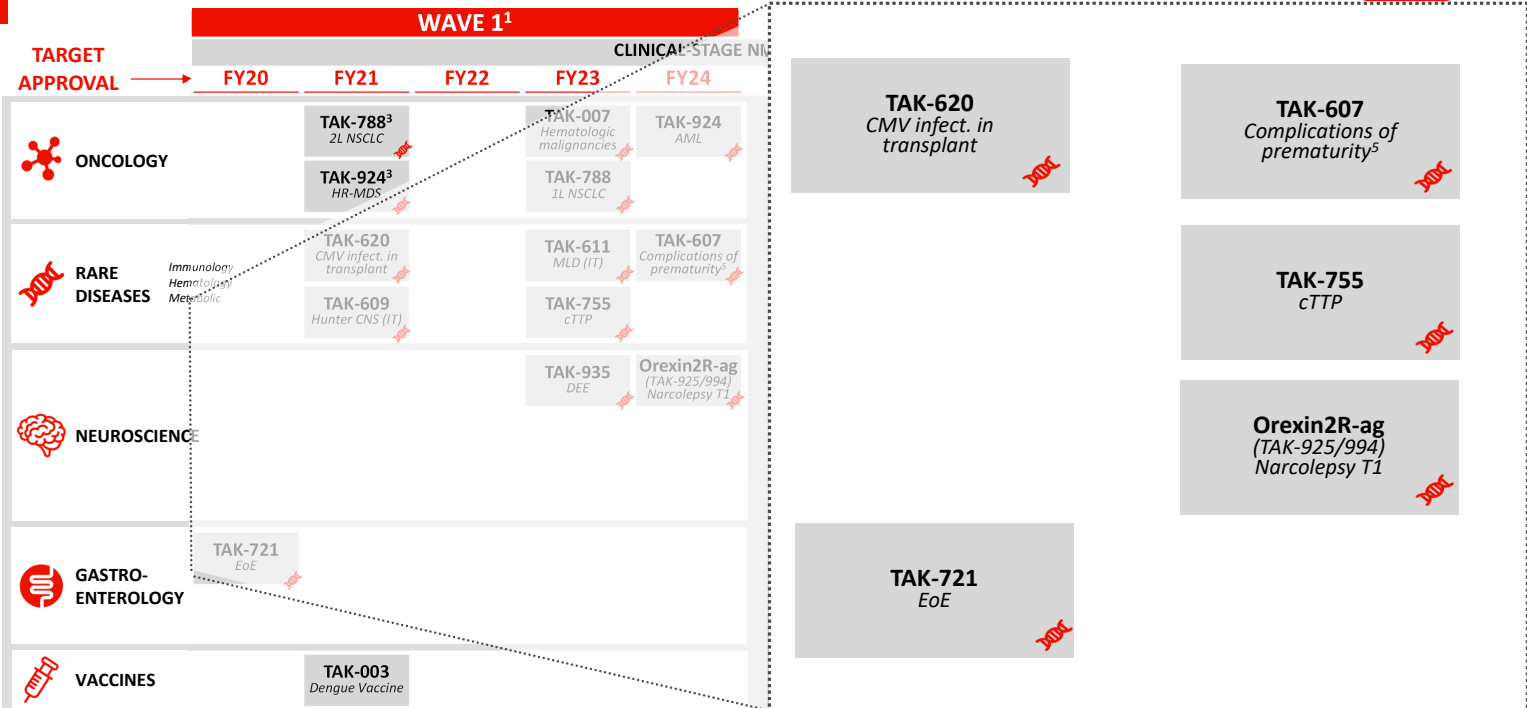 WAVE 1¹
CLINICAL-STAGE NM
TARGET
APPROVAL
FY20
FY21
FY22
FY23
FY24
ONCOLOGY
TAK-788³
2L NSCLC
TAK-924³
HR-MDS
TAK-007
Hematologic
malignancies
TAK-788
1L NSCLC
TAK-924
AML
RARE
DISEASES
Immunology
Hematology
Metabolic
TAK-620
CMV infect. in
transplant
TAK-609
Hunter CNS (IT)
TAK-611
MLD (IT)
TAK-755
cTTP
TAK-607
Complications of
prematurity⁵
NEUROSCIENCE
TAK-935
DEE
Orexin2R-ag
(TAK-925/994)
Narcolepsy T1
GASTRO-
ENTEROLOGY
TAK-721
EoE
VACCINES
TAK-003
Dengue Vaccine
TAK-620
CMV infect. in
transplant
TAK-607
Complications of
prematurity⁵
TAK-755
cTTP
Orexin2R-ag
(TAK-925/994)
Narcolepsy T1
TAK-721
EoE